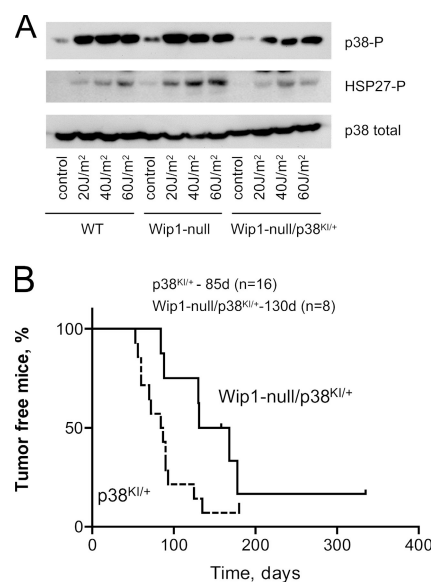 A
p38-P
HSP27-P
p38 total
control 20J/m² 40J/m² 60J/m² control 20J/m² 40J/m² 60J/m² control 20J/m² 40J/m² 60J/m²
WT Wip1-null Wip1-null/p38KI/+
B
p38KI/+ - 85d (n=16)
Wip1-null/p38KI/+-130d (n=8)
Tumor free mice, %
100
50
0
Wip1-null/p38KI/+
p38KI/+
0 100 200 300 400
Time, days